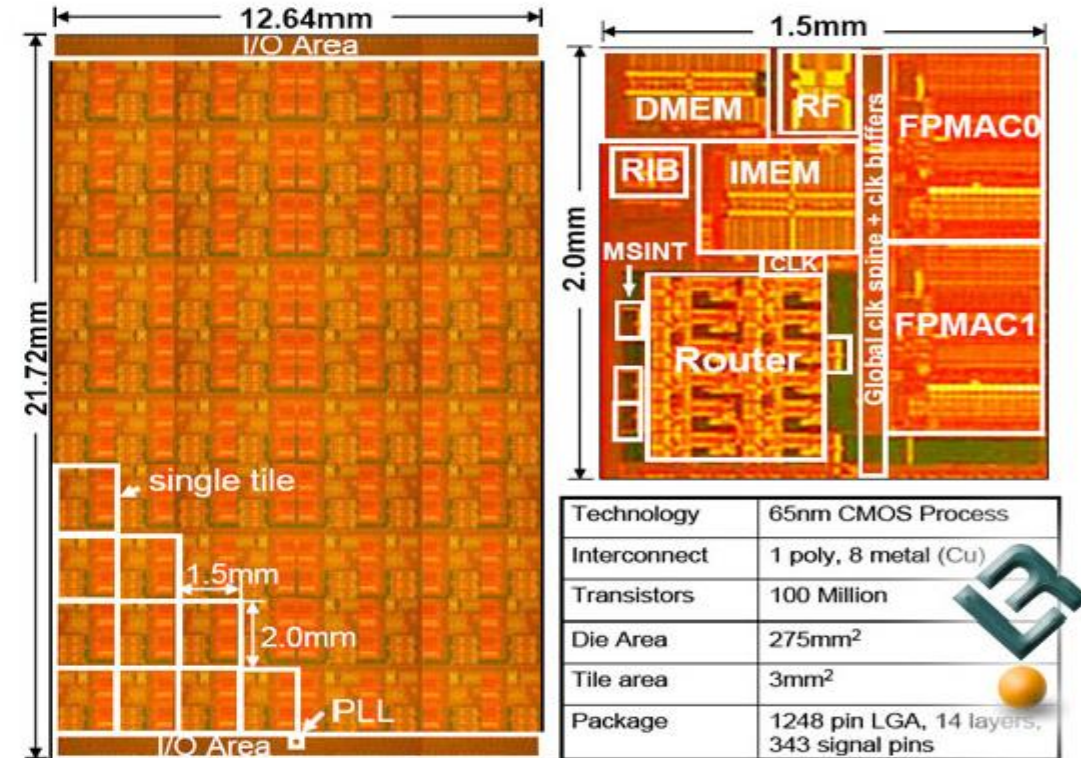 12.64mm
I/O Area
21.72mm
single tile
1.5mm
2.0mm
PLL
I/O Area
1.5mm
2.0mm
DMEM
RF
FPMAC0
RIB
IMEM
MSINT
CLK
Router
Global clk spine + clk buffers
FPMAC1
Technology 65nm CMOS Process
Interconnect 1 poly, 8 metal (Cu)
Transistors 100 Million
Die Area 275mm²
Tile area 3mm²
Package 1248 pin LGA, 14 layers,
343 signal pins